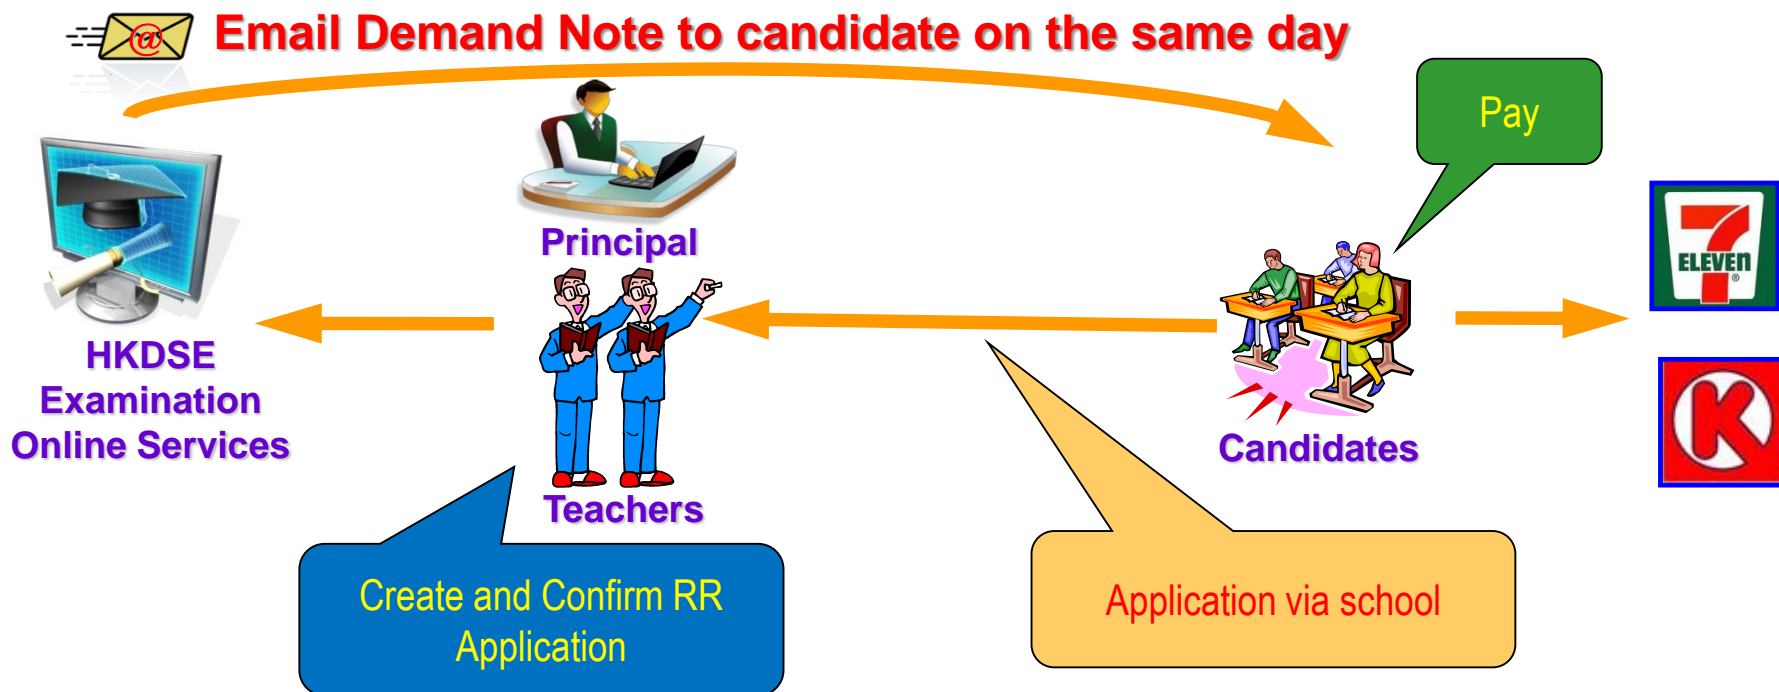 @
Email Demand Note to candidate on the same day
Pay
Principal
7
ELEVEN
®
HKDSE
Examination
Online Services
K
Candidates
Teachers
Create and Confirm RR
Application
Application via school